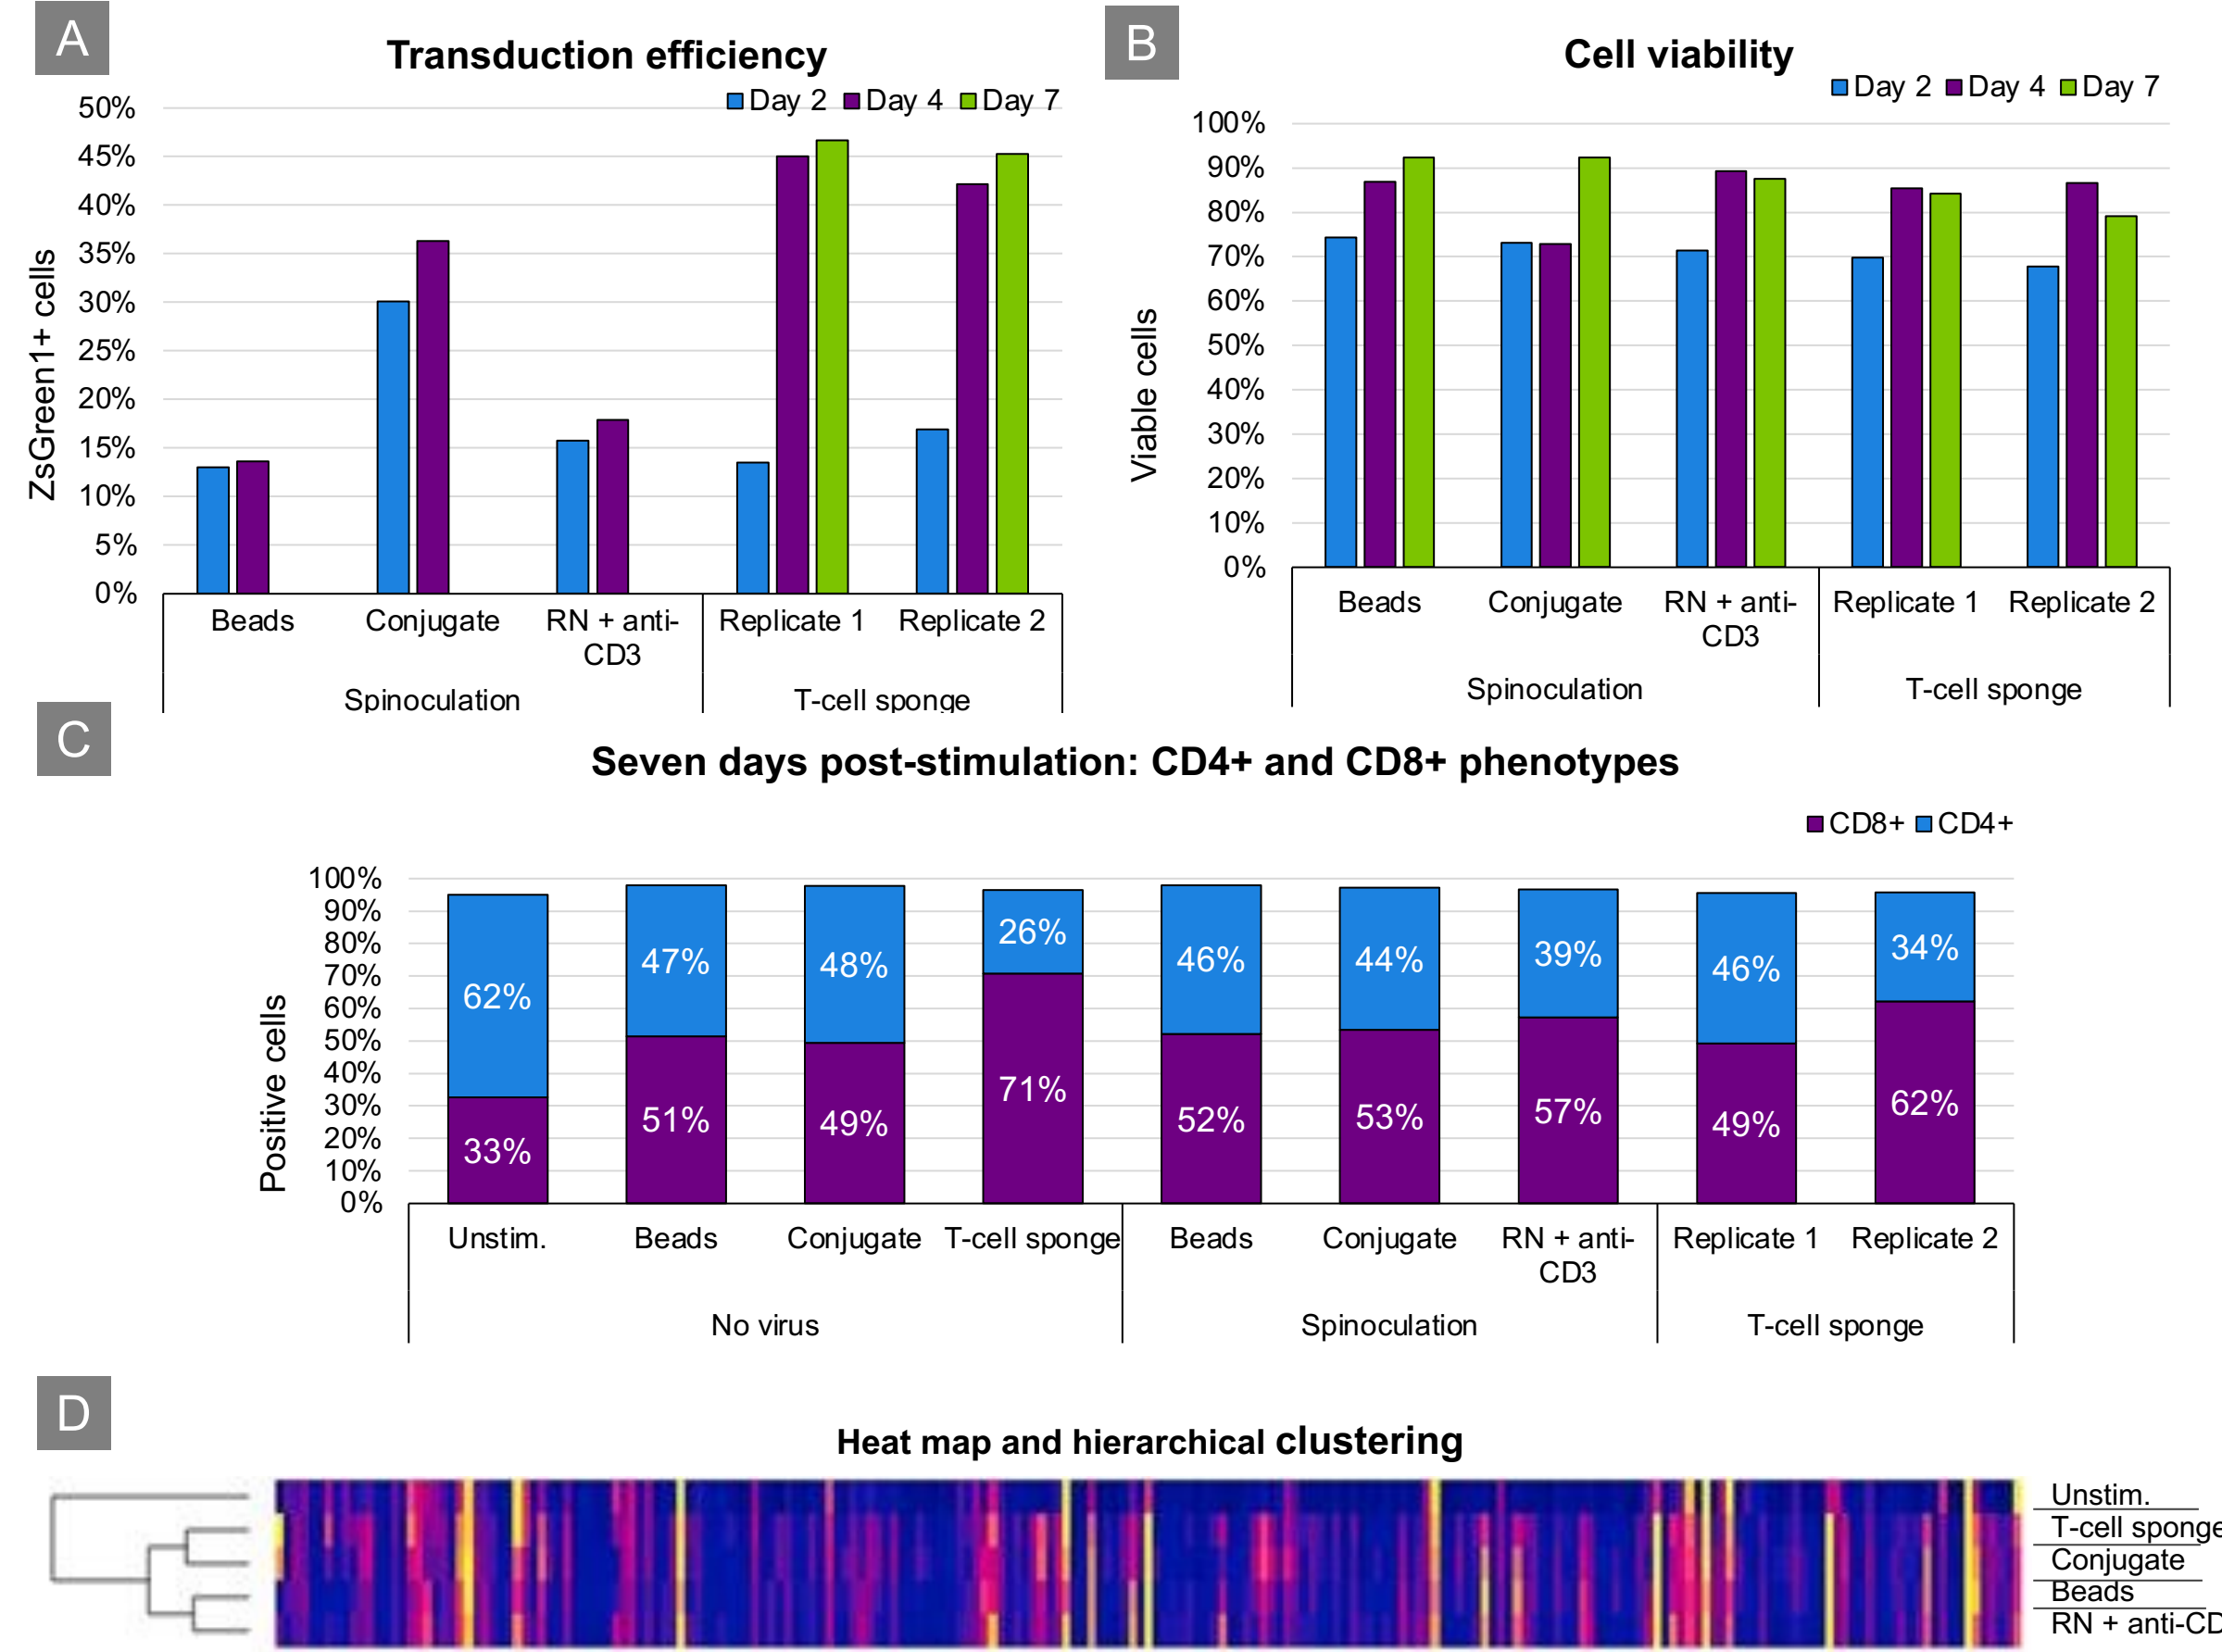 A
Transduction efficiency
Day 2 Day 4 Day 7
50%
45%
40%
35%
30%
25%
20%
15%
10%
5%
0%
ZsGreen1+ cells
Beads Conjugate RN + anti- Replicate 1 Replicate 2
CD3
Spinoculation T-cell sponge
B
Cell viability
Day 2 Day 4 Day 7
100%
90%
80%
70%
60%
50%
40%
30%
20%
10%
0%
Viable cells
Beads Conjugate RN + anti- Replicate 1 Replicate 2
CD3
Spinoculation T-cell sponge
C
Seven days post-stimulation: CD4+ and CD8+ phenotypes
CD8+ CD4+
100%
90%
80%
70%
60%
50%
40%
30%
20%
10%
0%
Positive cells
62% 47% 48% 26% 46% 44% 39% 46% 34%
33% 51% 49% 71% 52% 53% 57% 49% 62%
Unstim. Beads Conjugate T-cell sponge Beads Conjugate RN + anti- Replicate 1 Replicate 2
CD3
No virus Spinoculation T-cell sponge
D
Heat map and hierarchical clustering
Unstim.
T-cell sponge
Conjugate
Beads
RN + anti-CD